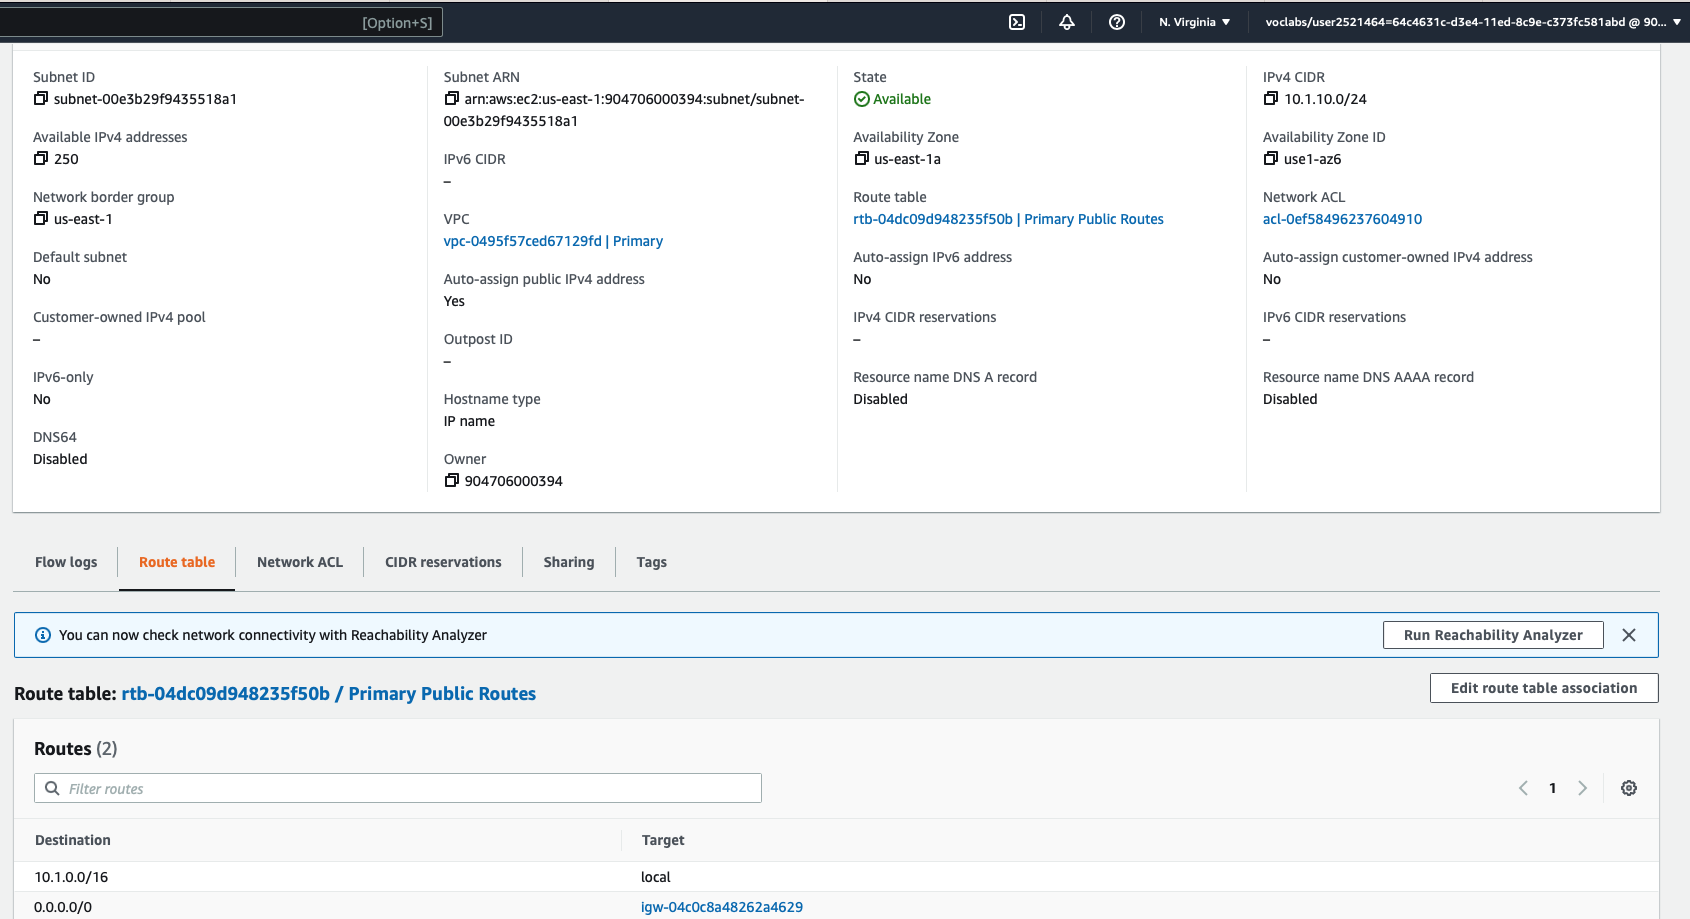 [Option+S]
N. Virginia
voclabs/user2521464=64c4631c-d3e4-11ed-8c9e-c373fc581abd @ 90...
Subnet ID
subnet-00e3b29f9435518a1
Available IPv4 addresses
250
Network border group
us-east-1
Default subnet
No
Customer-owned IPv4 pool
–
IPv6-only
No
DNS64
Disabled
Subnet ARN
arn:aws:ec2:us-east-1:904706000394:subnet/subnet-
00e3b29f9435518a1
IPv6 CIDR
–
VPC
vpc-0495f57ced67129fd | Primary
Auto-assign public IPv4 address
Yes
Outpost ID
–
Hostname type
IP name
Owner
904706000394
State
Available
Availability Zone
us-east-1a
Route table
rtb-04dc09d948235f50b | Primary Public Routes
Auto-assign IPv6 address
No
IPv4 CIDR reservations
–
Resource name DNS A record
Disabled
IPv4 CIDR
10.1.10.0/24
Availability Zone ID
use1-az6
Network ACL
acl-0ef58496237604910
Auto-assign customer-owned IPv4 address
No
IPv6 CIDR reservations
–
Resource name DNS AAAA record
Disabled
Flow logs
Route table
Network ACL
CIDR reservations
Sharing
Tags
You can now check network connectivity with Reachability Analyzer
Run Reachability Analyzer
Route table: rtb-04dc09d948235f50b / Primary Public Routes
Edit route table association
Routes (2)
Filter routes
1
Destination
Target
10.1.0.0/16
local
0.0.0.0/0
igw-04c0c8a48262a4629